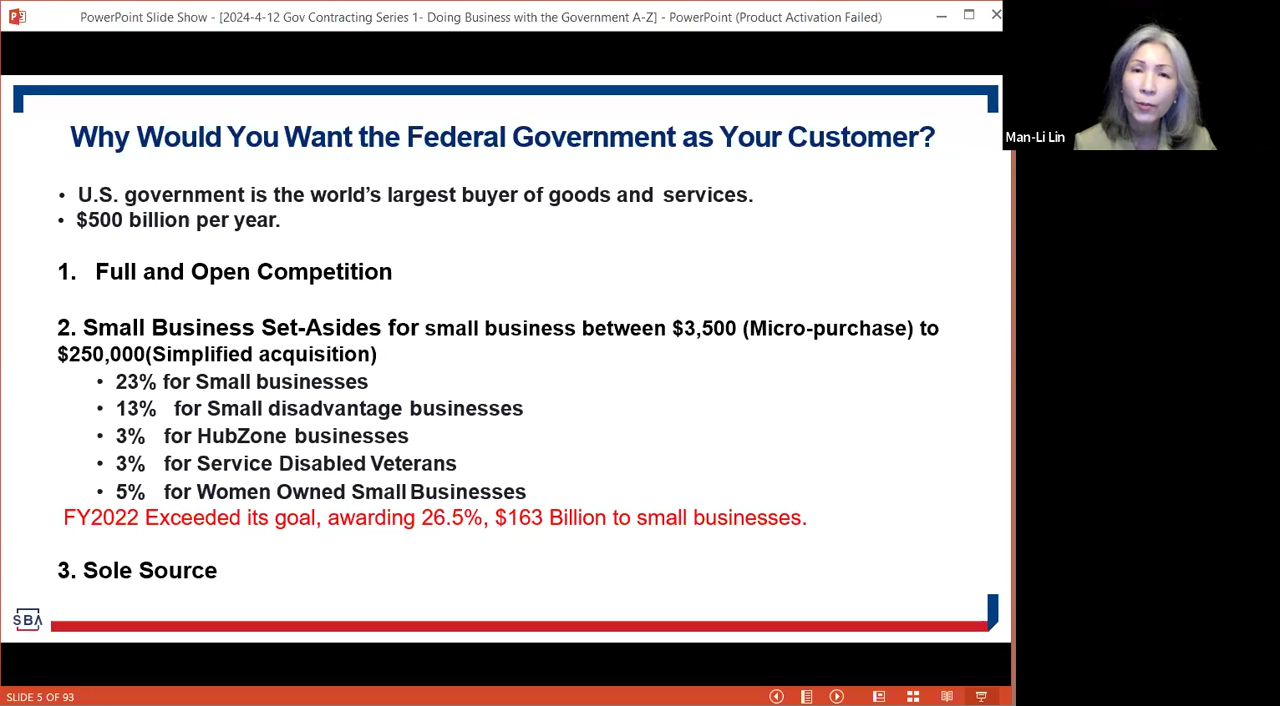 PowerPoint Slide Show - [2024-4-12 Gov Contracting Series 1- Doing Business with the Government A-Z] - PowerPoint (Product Activation Failed)
Man-Li Lin
Why Would You Want the Federal Government as Your Customer?
• U.S. government is the world's largest buyer of goods and services.
• $500 billion per year.
1. Full and Open Competition
2. Small Business Set-Asides for small business between $3,500 (Micro-purchase) to
$250,000(Simplified acquisition)
• 23% for Small businesses
• 13% for Small disadvantage businesses
• 3% for HubZone businesses
• 3% for Service Disabled Veterans
• 5% for Women Owned Small Businesses
FY2022 Exceeded its goal, awarding 26.5%, $163 Billion to small businesses.
3. Sole Source
SBA
SLIDE 5 OF 93